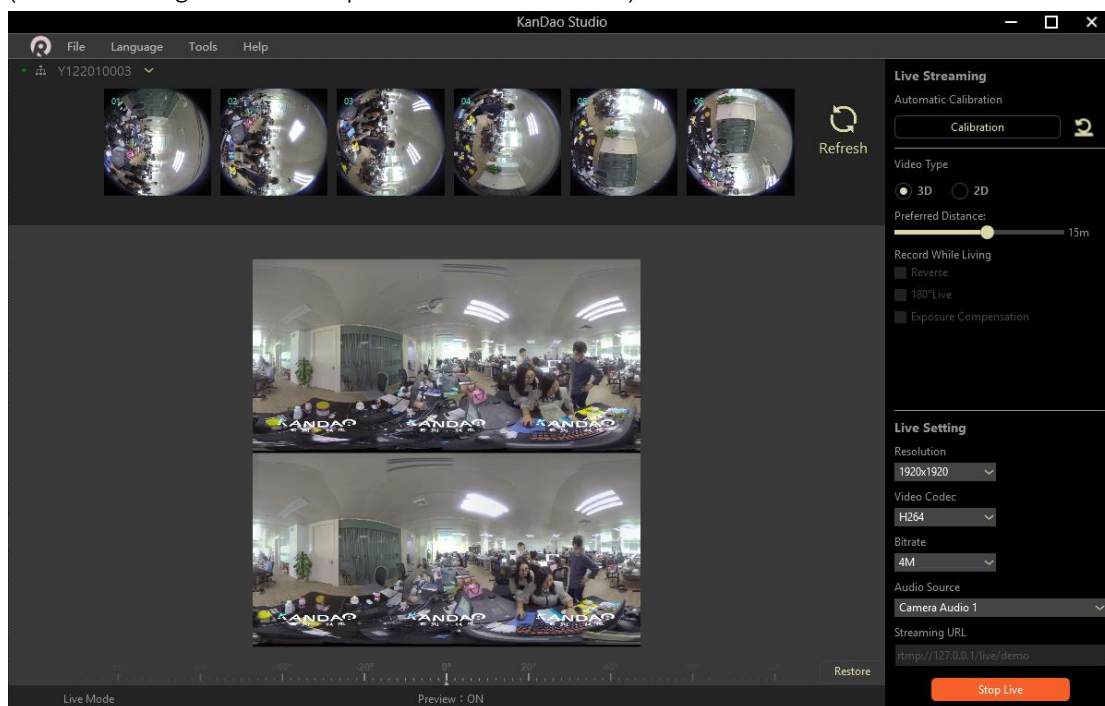 KanDao Studio
File Language Tools Help
Y122010003
01 02 03 04 05 06
Refresh
Live Streaming
Automatic Calibration
Calibration
Video Type
3D 2D
Preferred Distance:
15m
Record While Living
Reverse
180°Live
Exposure Compensation
KANDAO KANDAO KANDAO
KANDAO KANDAO KANDAO
Live Setting
Resolution
1920x1920
Video Codec
H264
Bitrate
4M
Audio Source
Camera Audio 1
Streaming URL
rtmp://127.0.0.1/live/demo
-40° -20° 0° 20° 40°
Restore
Stop Live
Live Mode Preview : ON